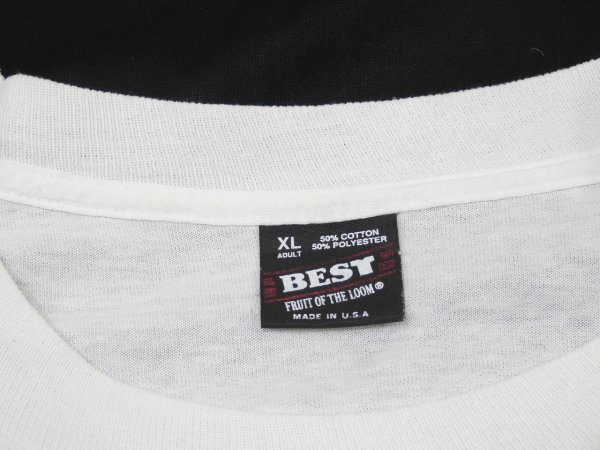 XL
ADULT
50% COTTON
50% POLYESTER
BEST
FRUIT OF THE LOOM®
MADE IN U.S.A